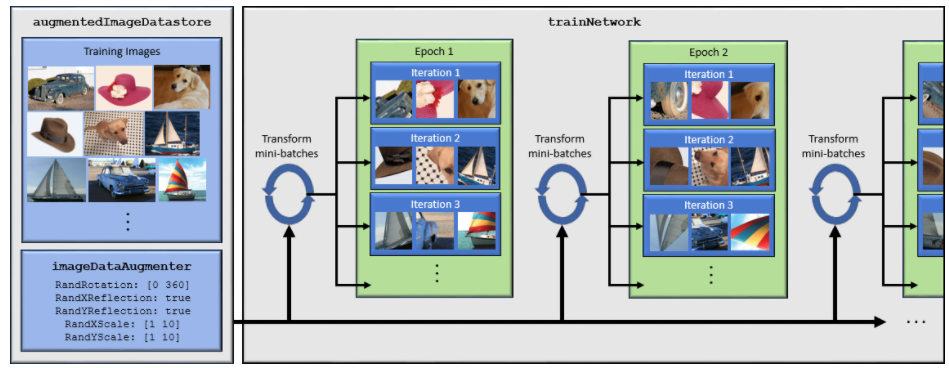 augmentedImageDatastore
Training Images
⋮
imageDataAugmenter
RandRotation: [0 360]
RandXReflection: true
RandYReflection: true
RandXScale: [1 10]
RandYScale: [1 10]
trainNetwork
Transform
mini-batches
Epoch 1
Iteration 1
Iteration 2
Iteration 3
⋮
Transform
mini-batches
Epoch 2
Iteration 1
Iteration 2
Iteration 3
⋮
Transform
mini-batches
...